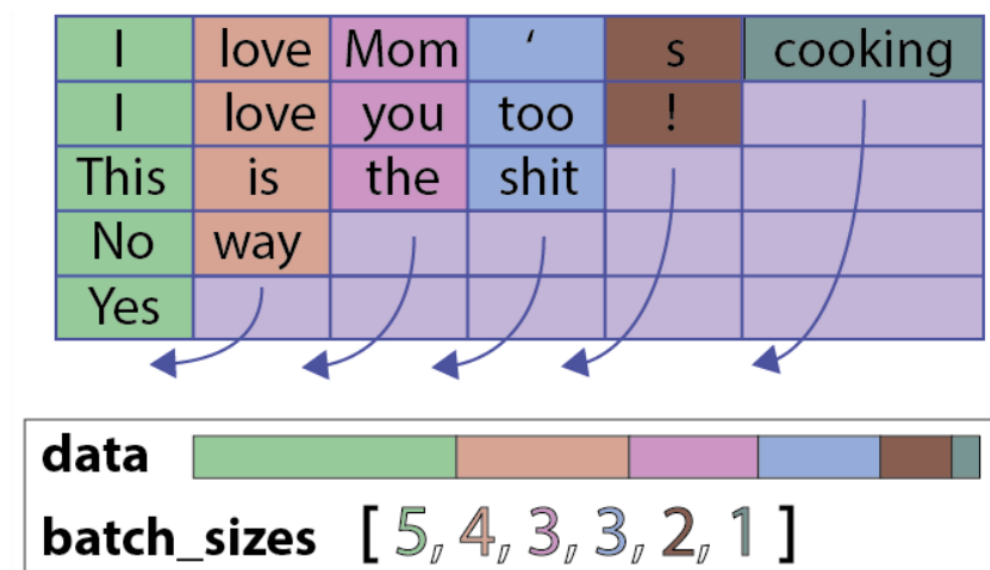 I love Mom ‘ s cooking
I love you too !
This is the shit
No way
Yes
data
batch_sizes [ 5, 4, 3, 3, 2, 1 ]